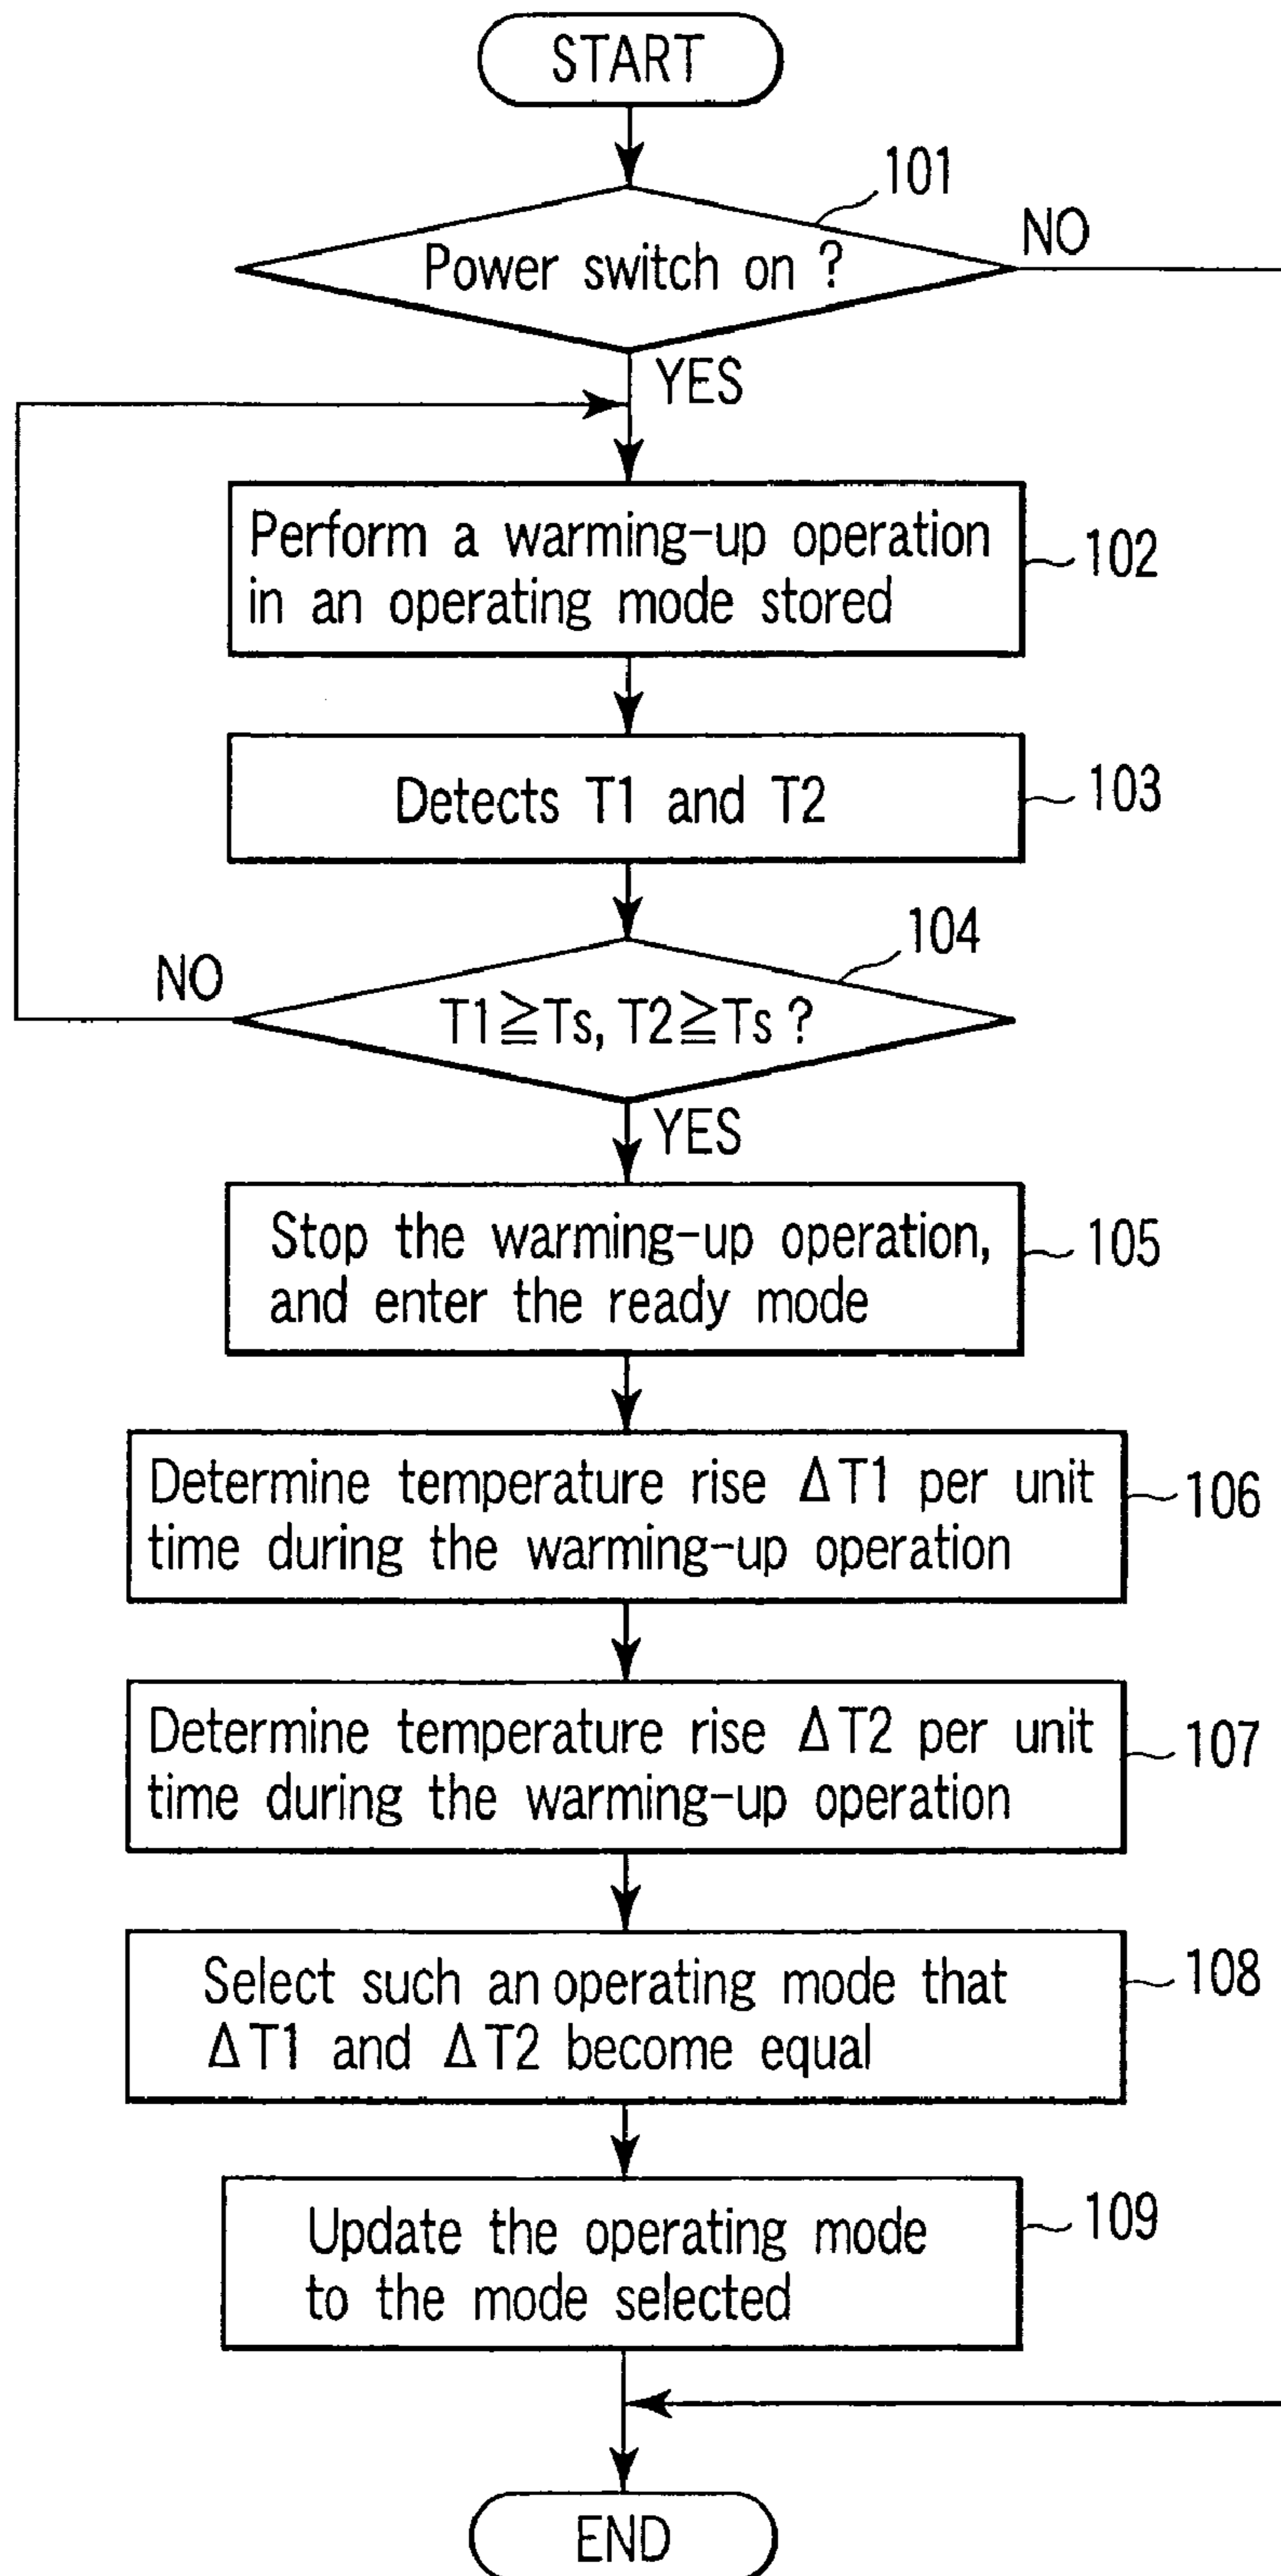 START
101
Power switch on ?
NO
YES
Perform a warming-up operation
in an operating mode stored
102
Detects T1 and T2
103
104
NO
T1≧Ts, T2≧Ts ?
YES
Stop the warming-up operation,
and enter the ready mode
105
Determine temperature rise ΔT1 per unit
time during the warming-up operation
106
Determine temperature rise ΔT2 per unit
time during the warming-up operation
107
Select such an operating mode that
ΔT1 and ΔT2 become equal
108
Update the operating mode
to the mode selected
109
END